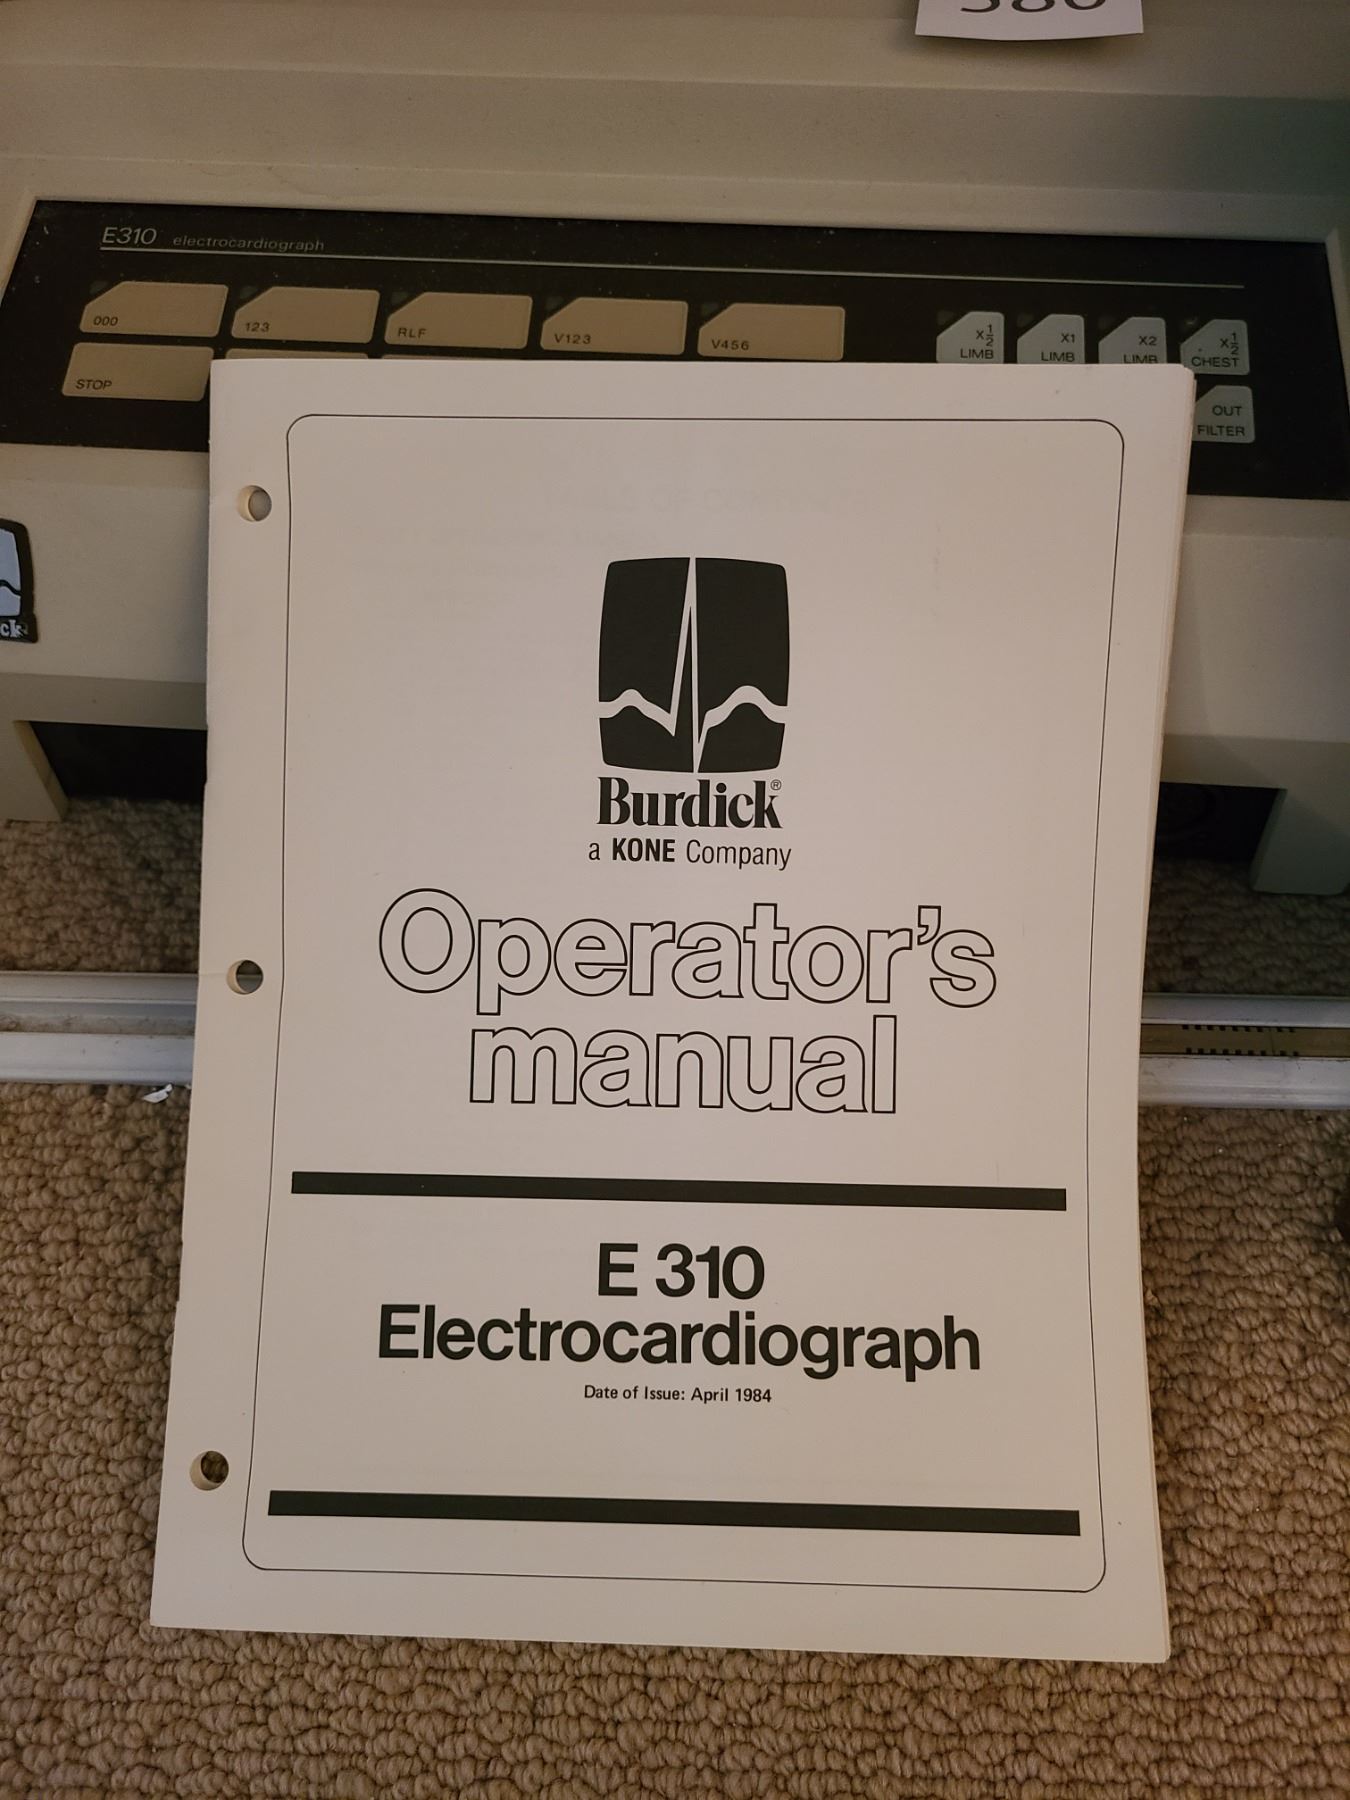 E310 electrocardiograph
000
123
RLF
V123
V456
X1/2
LIMB
X1
LIMB
X2
LIMB
X1/2
CHEST
STOP
OUT
FILTER
Burdick®
a KONE Company
Operator's
manual
E 310
Electrocardiograph
Date of Issue: April 1984